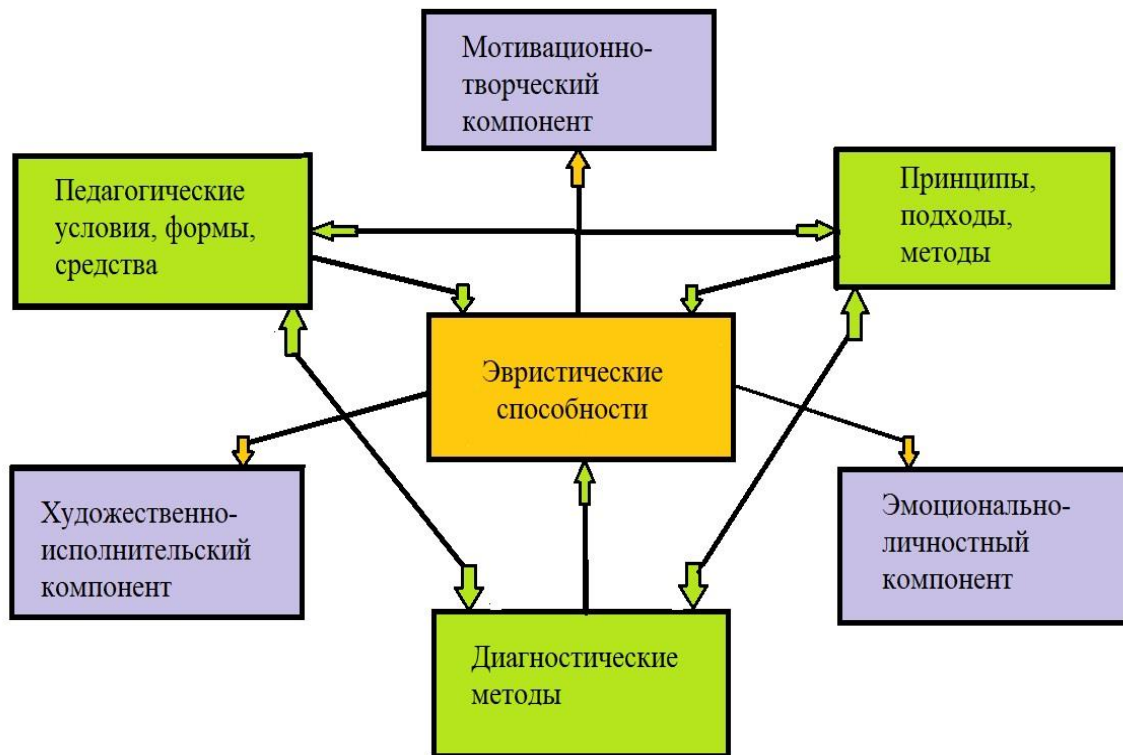 Мотивационно-
творческий
компонент
Педагогические
условия, формы,
средства
Принципы,
подходы,
методы
Эвристические
способности
Художественно-
исполнительский
компонент
Эмоционально-
личностный
компонент
Диагностические
методы